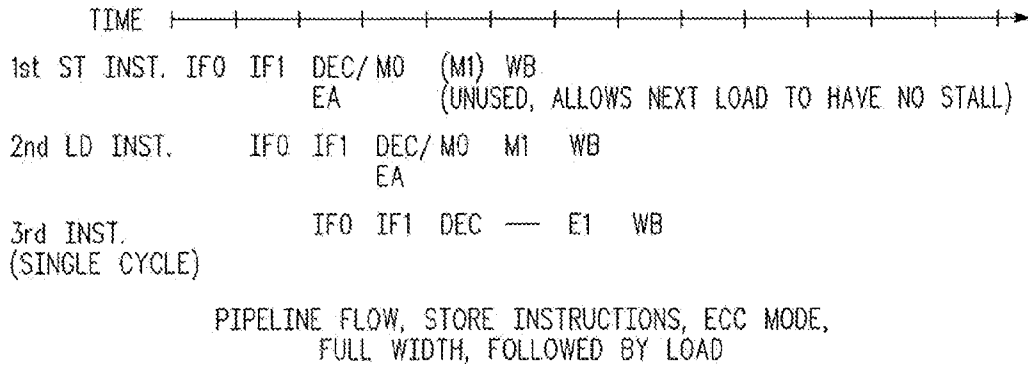 TIME
1st ST INST. IF0 IF1 DEC/ M0 (M1) WB
EA (UNUSED, ALLOWS NEXT LOAD TO HAVE NO STALL)
2nd LD INST. IF0 IF1 DEC/ M0 M1 WB
EA
3rd INST. IF0 IF1 DEC — E1 WB
(SINGLE CYCLE)
PIPELINE FLOW, STORE INSTRUCTIONS, ECC MODE,
FULL WIDTH, FOLLOWED BY LOAD